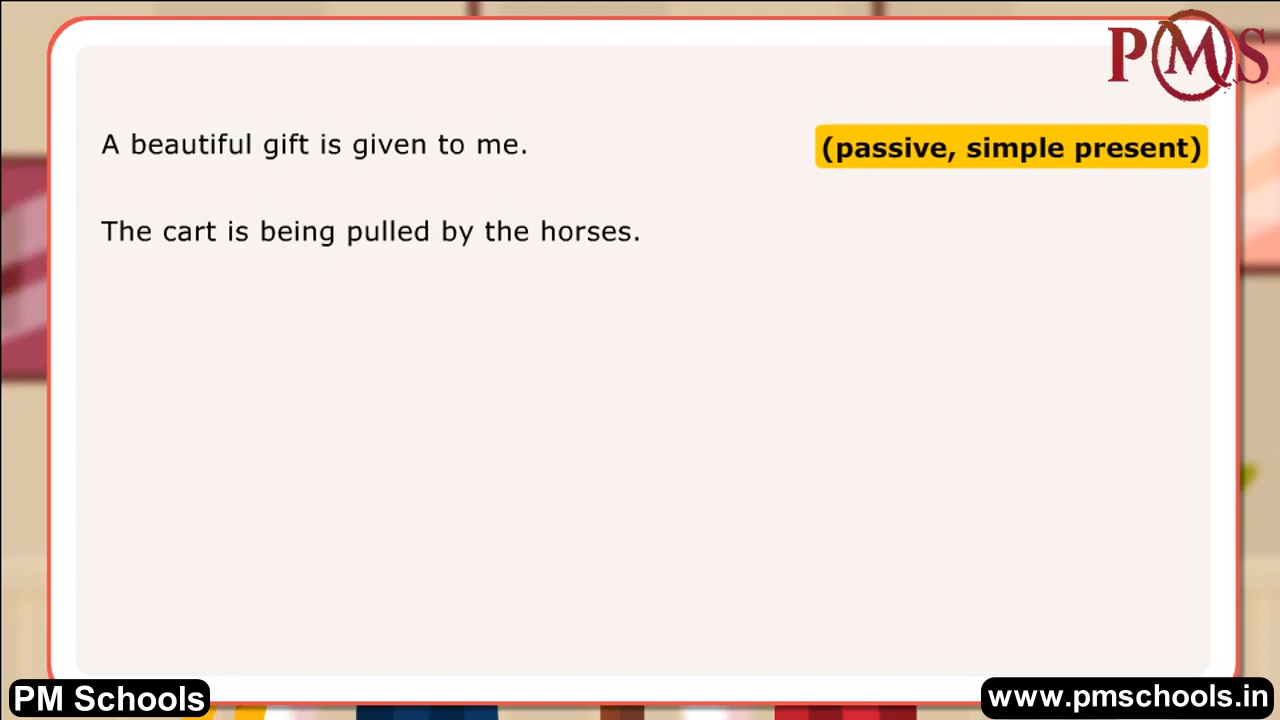 PMS
A beautiful gift is given to me. (passive, simple present)
The cart is being pulled by the horses.
PM Schools www.pmschools.in